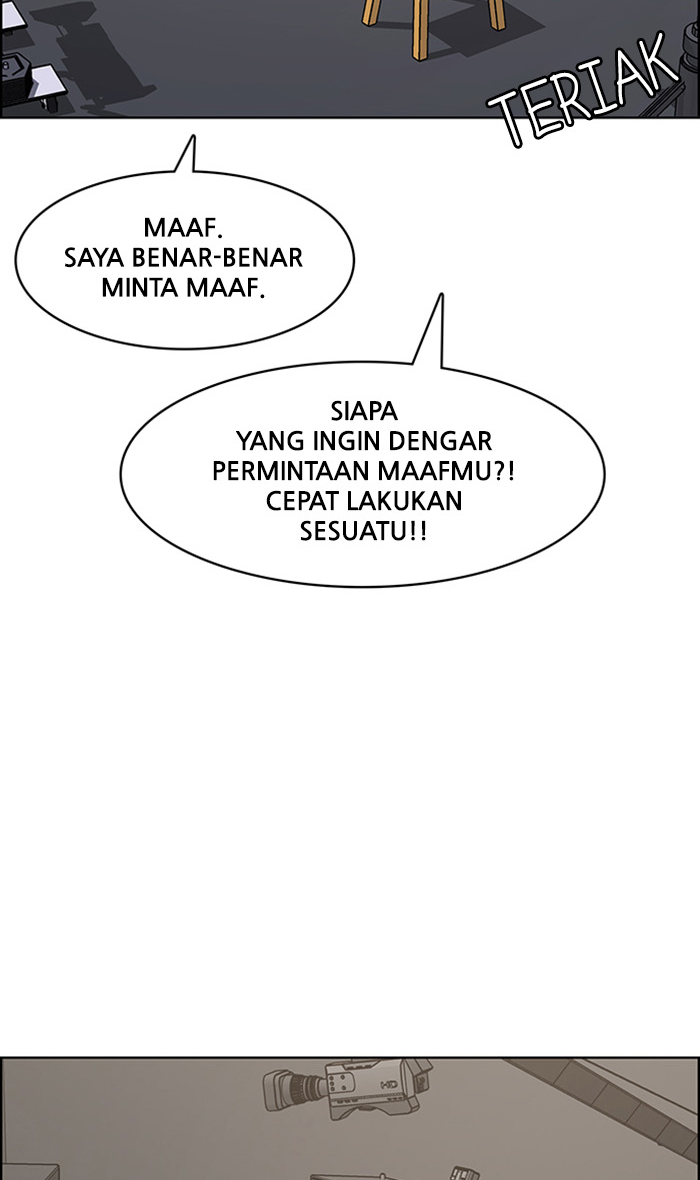 TERIAK
MAAF.
SAYA BENAR-BENAR
MINTA MAAF.
SIAPA
YANG INGIN DENGAR
PERMINTAAN MAAFMU?!
CEPAT LAKUKAN
SESUATU!!
HD